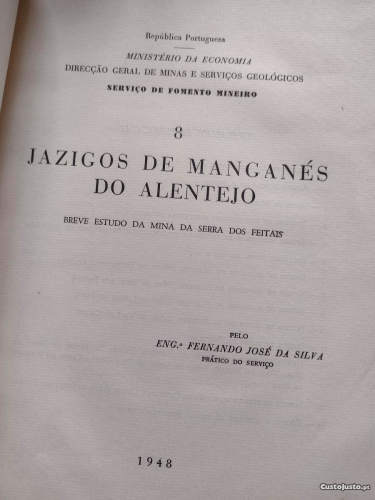 República Portuguesa
MINISTÉRIO DA ECONOMIA
DIRECÇÃO GERAL DE MINAS E SERVIÇOS GEOLÓGICOS
SERVIÇO DE FOMENTO MINEIRO
8
JAZIGOS DE MANGANÉS
DO ALENTEJO
BREVE ESTUDO DA MINA DA SERRA DOS FEITAIS
PELO
ENG.º FERNANDO JOSÉ DA SILVA
PRÁTICO DO SERVIÇO
1948
CustoJusto.pt